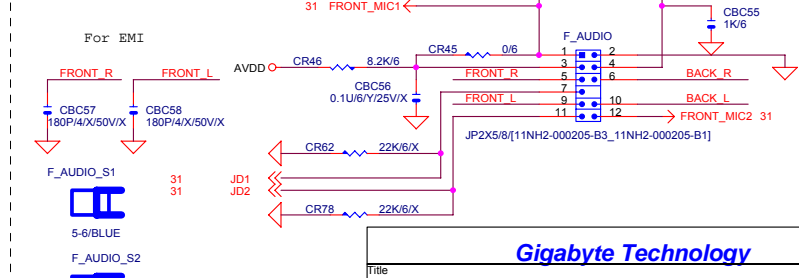 31 FRONT_MIC1
CBC55
1K/6
For EMI
F_AUDIO
CR45 0/6
1 2
AVDD CR46 8.2K/6
3 4
FRONT_R FRONT_L
CBC56
0.1U/6/Y/25V/X
FRONT_R 5 6 BACK_R
7
CBC57
180P/4/X/50V/X
CBC58
180P/4/X/50V/X
FRONT_L 9 10 BACK_L
11 12 FRONT_MIC2 31
JP2X5/8/[11NH2-000205-B3_11NH2-000205-B1]
CR62 22K/6/X
F_AUDIO_S1
31 JD1
31 JD2
CR78 22K/6/X
5-6/BLUE
F_AUDIO_S2
Gigabyte Technology
Title